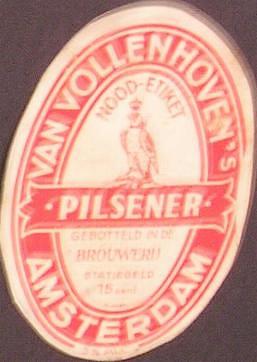 VAN VOLLENHOVEN'S
NOOD-ETIKET
PILSENER
GEBOTTELD IN DE
BROUWERIJ
STATIEGELD
15 cent
AMSTERDAM